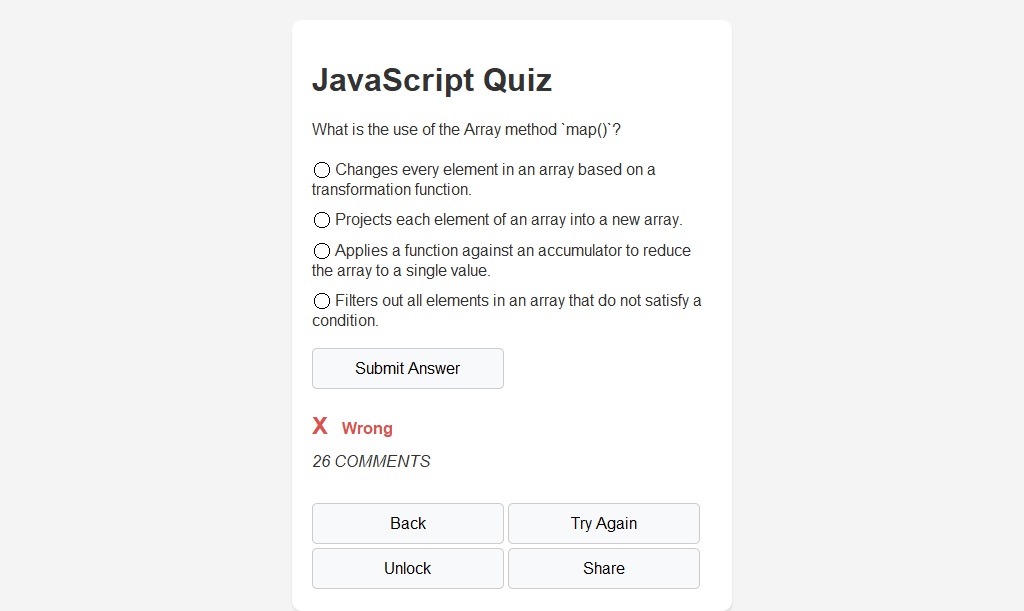 JavaScript Quiz
What is the use of the Array method `map()`?
Changes every element in an array based on a
transformation function.
Projects each element of an array into a new array.
Applies a function against an accumulator to reduce
the array to a single value.
Filters out all elements in an array that do not satisfy a
condition.
Submit Answer
X Wrong
26 COMMENTS
Back Try Again
Unlock Share